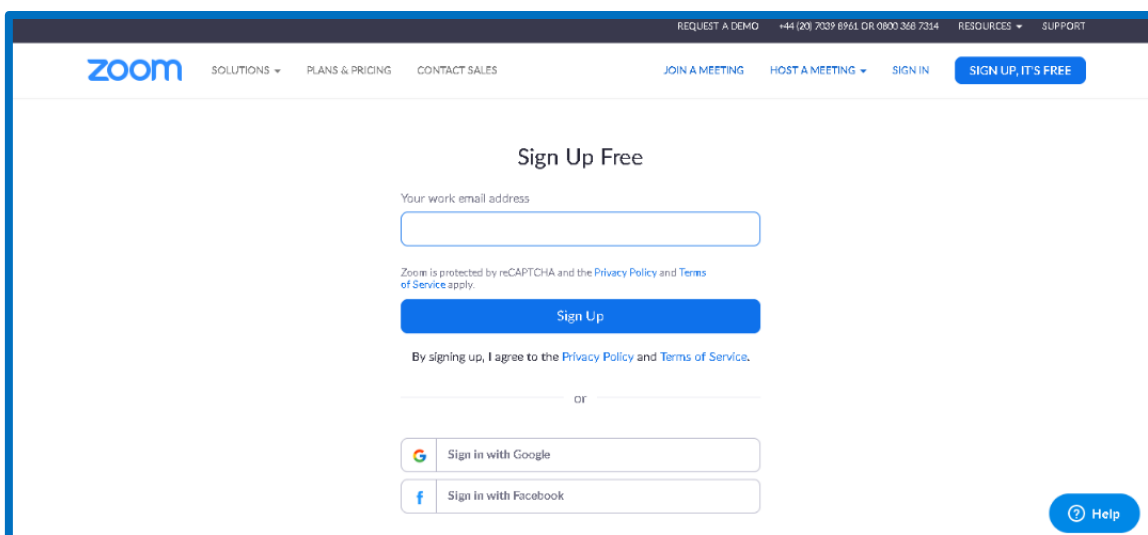 REQUEST A DEMO +44 (20) 7039 8961 OR 0800 368 7314 RESOURCES SUPPORT
zoom SOLUTIONS PLANS & PRICING CONTACT SALES JOIN A MEETING HOST A MEETING SIGN IN SIGN UP, IT'S FREE
Sign Up Free
Your work email address
Zoom is protected by reCAPTCHA and the Privacy Policy and Terms
of Service apply.
Sign Up
By signing up, I agree to the Privacy Policy and Terms of Service.
or
Sign in with Google
Sign in with Facebook
Help